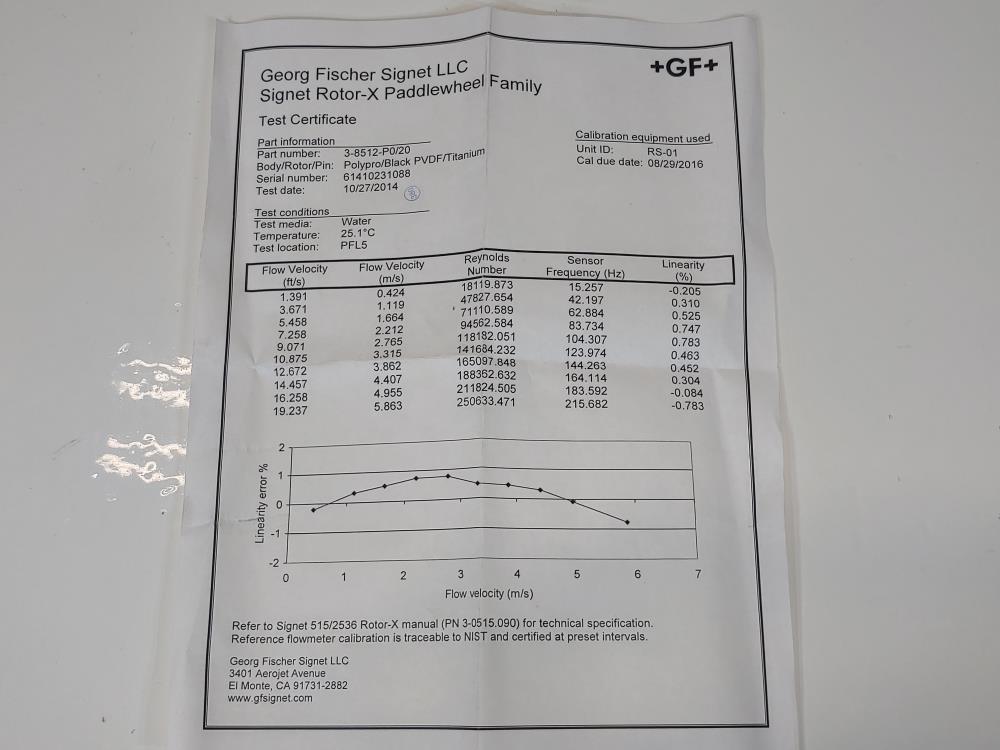 +GF+
Georg Fischer Signet LLC
Signet Rotor-X Paddlewheel Family
Test Certificate
Part information
Part number: 3-8512-P0/20
Body/Rotor/Pin: Polypro/Black PVDF/Titanium
Serial number: 61410231088
Test date: 10/27/2014
Calibration equipment used
Unit ID: RS-01
Cal due date: 08/29/2016
Test conditions
Test media: Water
Temperature: 25.1°C
Test location: PFL5
Flow Velocity (ft/s) Flow Velocity (m/s) Reynolds Number Sensor Frequency (Hz) Linearity (%)
1.391 0.424 18119.873 15.257 -0.205
3.671 1.119 47827.654 42.197 0.310
5.458 1.664 71110.589 62.884 0.525
7.258 2.212 94562.584 83.734 0.747
9.071 2.765 118182.051 104.307 0.783
10.875 3.315 141684.232 123.974 0.463
12.672 3.862 165097.848 144.263 0.452
14.457 4.407 188362.632 164.114 0.304
16.258 4.955 211824.505 183.592 -0.084
19.237 5.863 250633.471 215.682 -0.783
Linearity error %
2
1
0
-1
-2
0 1 2 3 4 5 6 7
Flow velocity (m/s)
Refer to Signet 515/2536 Rotor-X manual (PN 3-0515.090) for technical specification.
Reference flowmeter calibration is traceable to NIST and certified at preset intervals.
Georg Fischer Signet LLC
3401 Aerojet Avenue
El Monte, CA 91731-2882
www.gfsignet.com